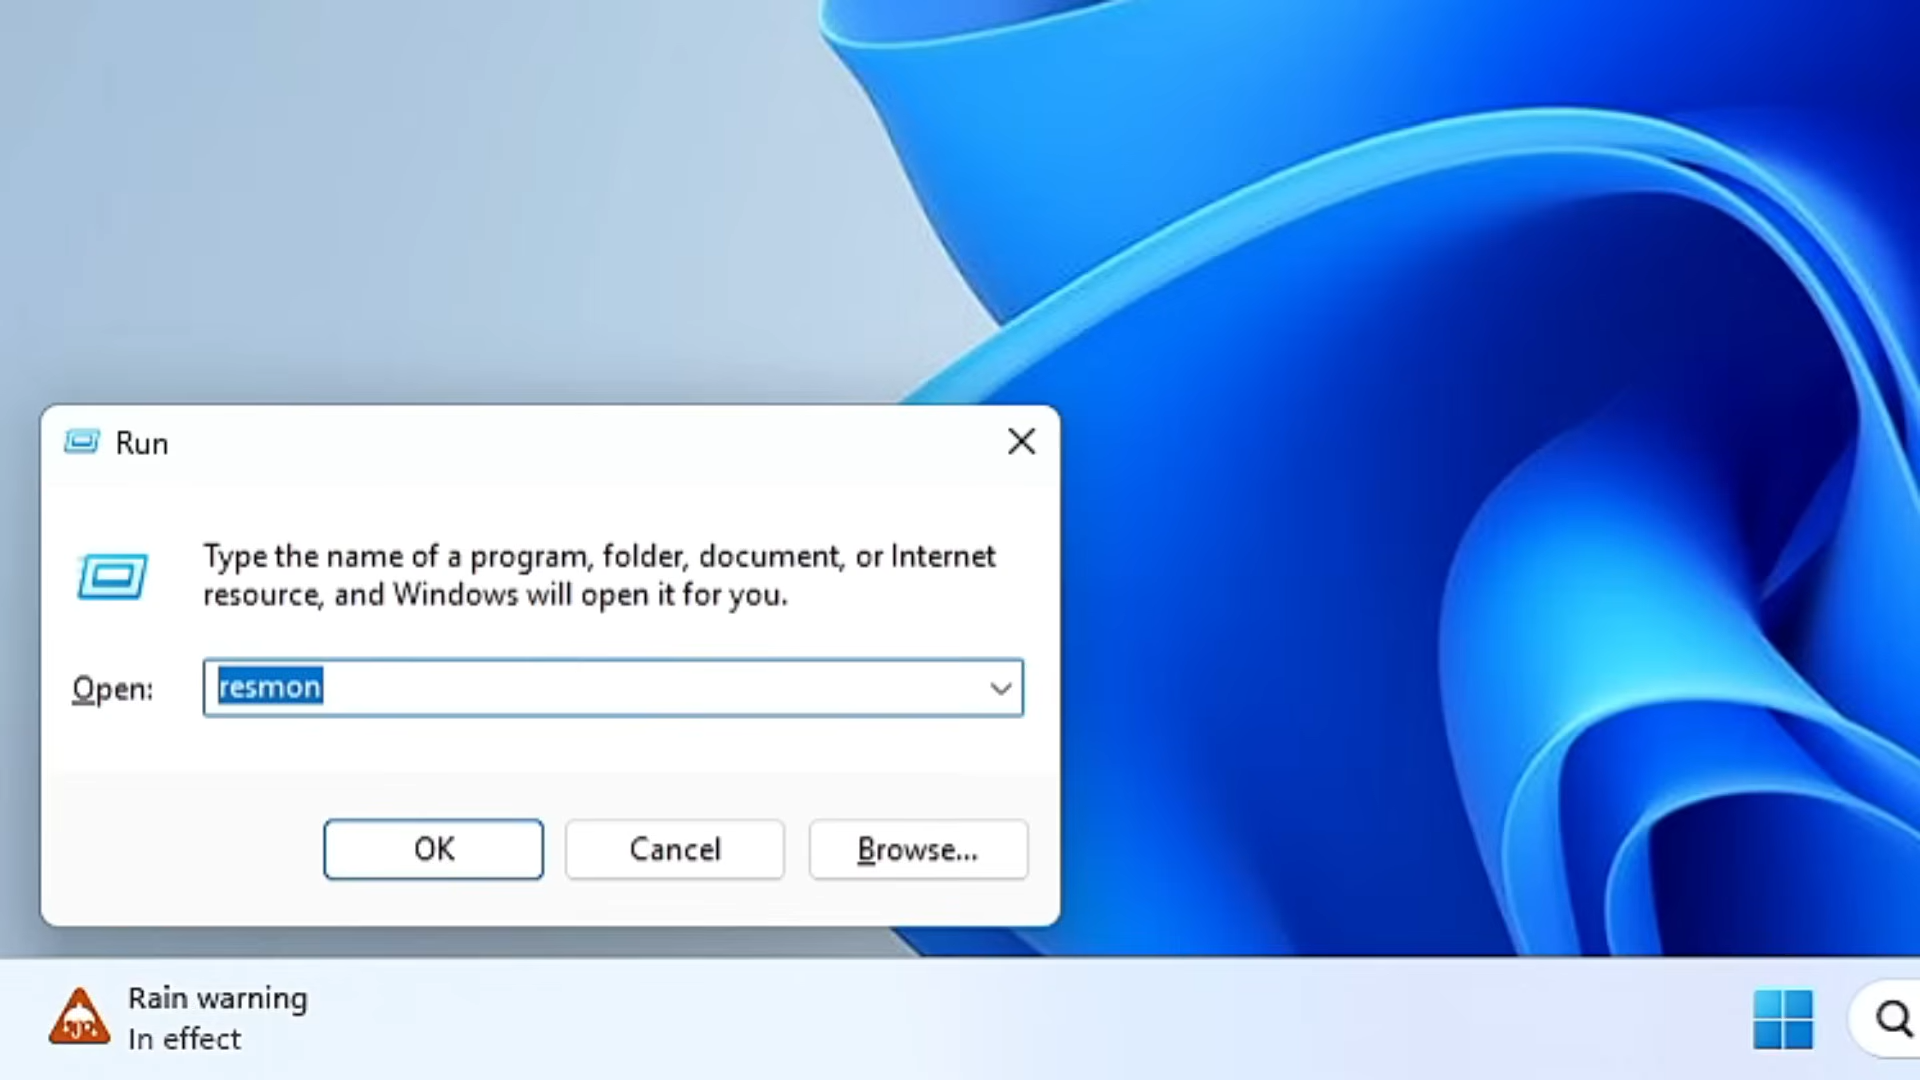 Run
Type the name of a program, folder, document, or Internet
resource, and Windows will open it for you.
Open:
resmon
OK
Cancel
Browse...
Rain warning
In effect